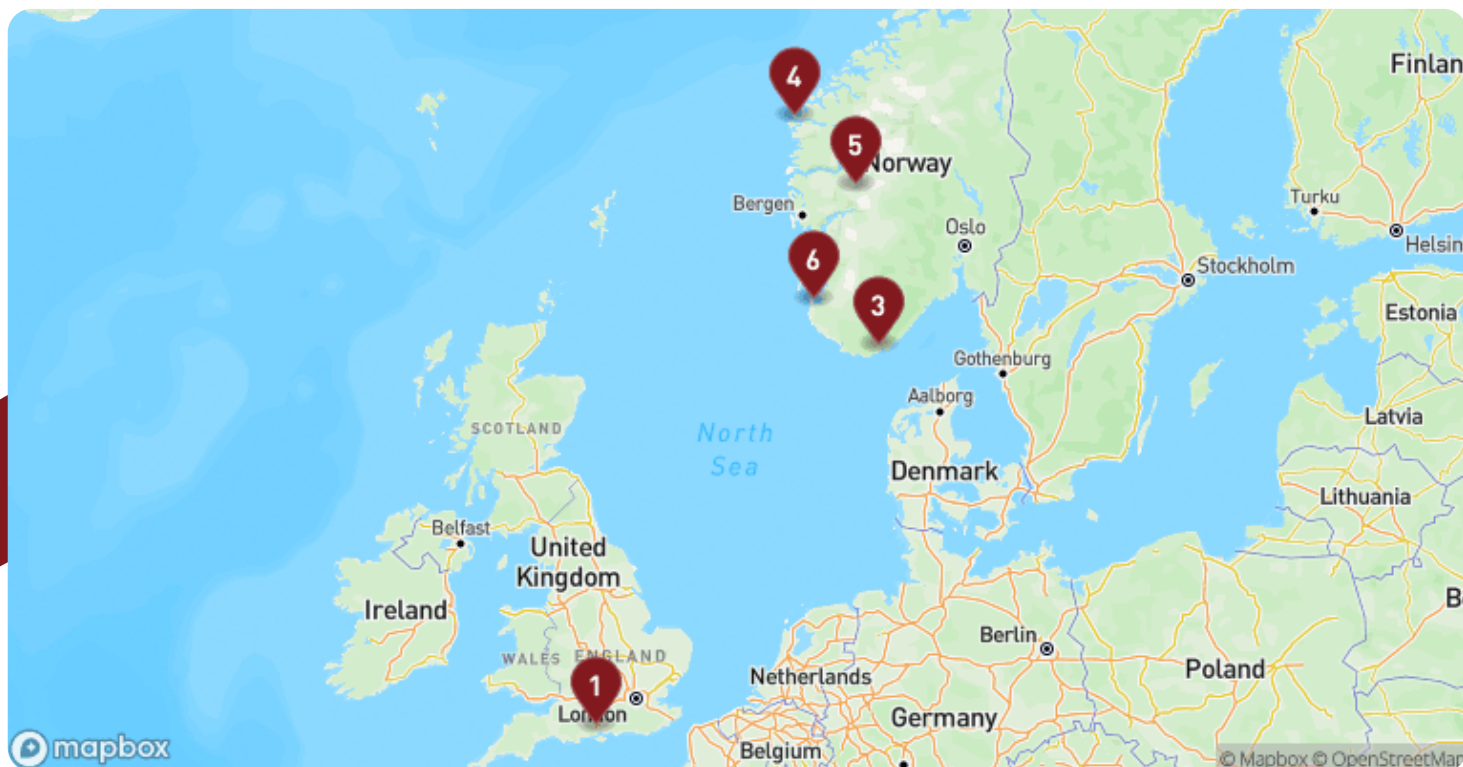 4
Finlan
5
Norway
Turku
Bergen
Oslo
Helsin
6
Stockholm
3
Estonia
Gothenburg
Aalborg
Latvia
SCOTLAND
North
Sea
Denmark
Lithuania
Belfast
United
Kingdom
B
Ireland
Berlin
WALES
ENGLAND
Poland
Netherlands
1
London
Germany
mapbox
Belgium
© Mapbox © OpenStreetMap